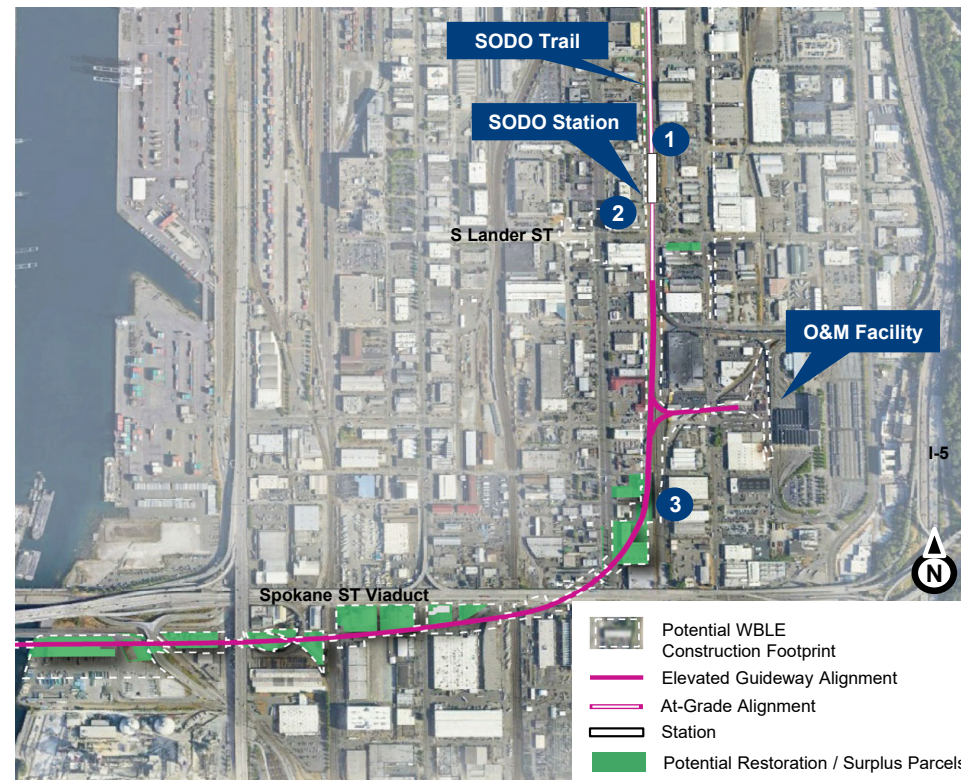 SODO Trail
SODO Station
1
2
S Lander ST
O&M Facility
I-5
3
N
Spokane ST Viaduct
Potential WBLE
Construction Footprint
Elevated Guideway Alignment
At-Grade Alignment
Station
Potential Restoration / Surplus Parcels